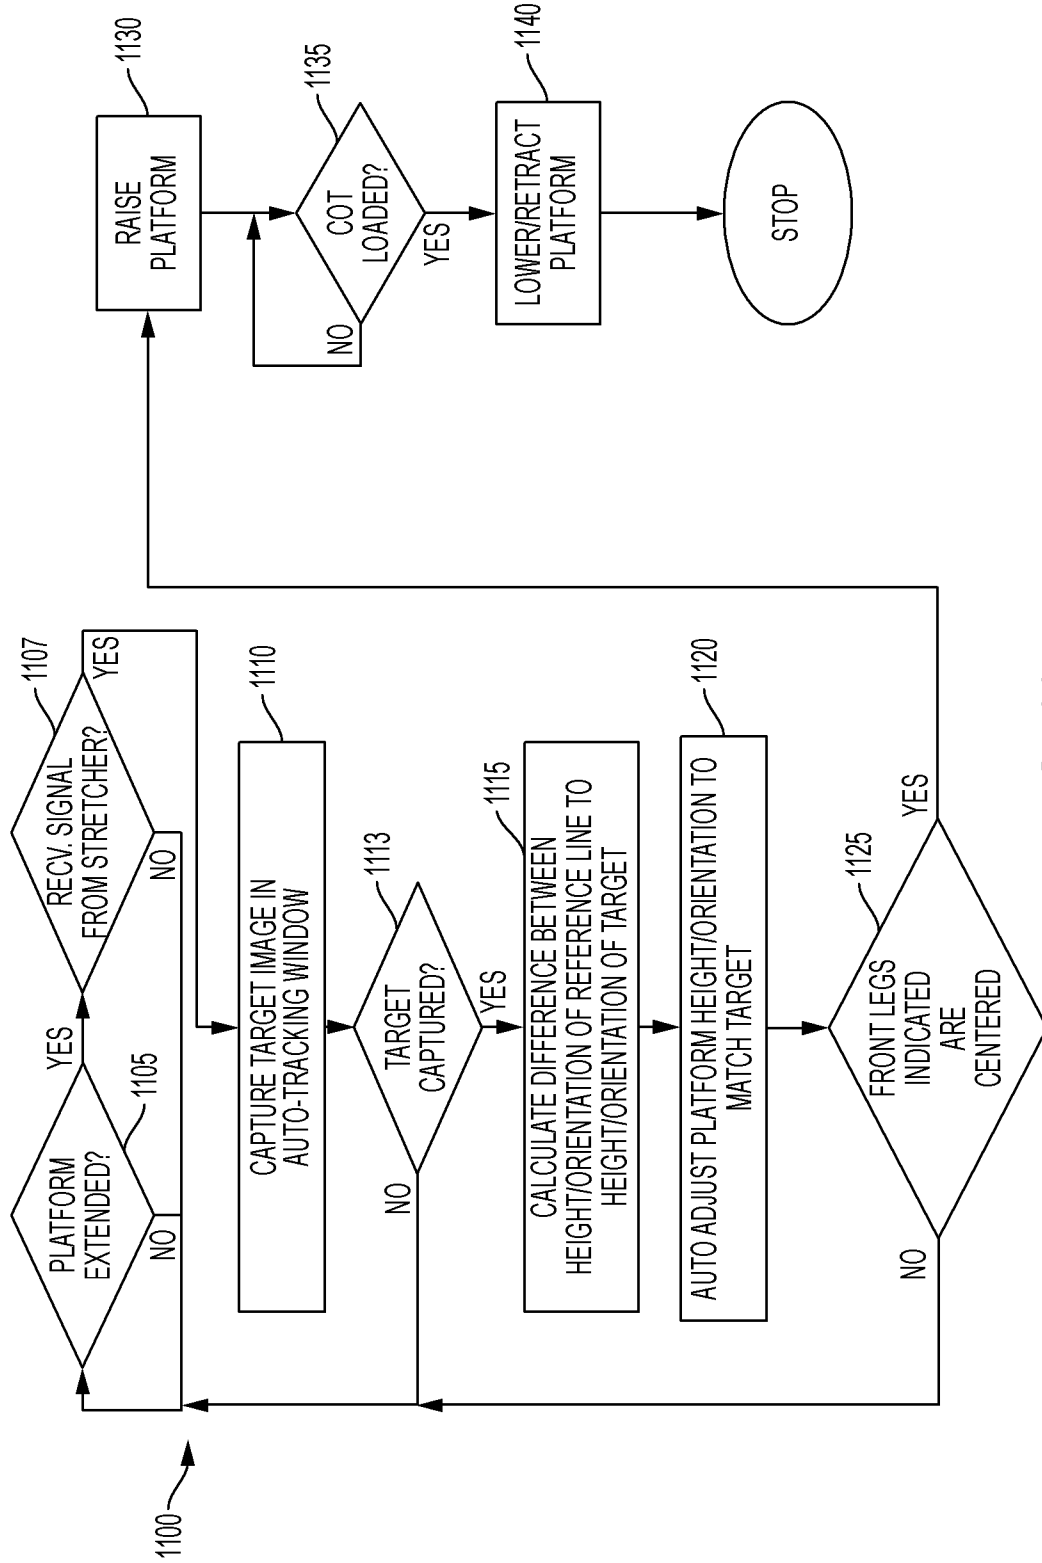 1100
PLATFORM
EXTENDED?
1105
YES
NO
RECV. SIGNAL
FROM STRETCHER?
1107
YES
NO
CAPTURE TARGET IMAGE IN
AUTO-TRACKING WINDOW
1110
TARGET
CAPTURED?
1113
NO
YES
CALCULATE DIFFERENCE BETWEEN
HEIGHT/ORIENTATION OF REFERENCE LINE TO
HEIGHT/ORIENTATION OF TARGET
1115
AUTO ADJUST PLATFORM HEIGHT/ORIENTATION TO
MATCH TARGET
1120
FRONT LEGS
INDICATED
ARE
CENTERED
1125
NO
YES
RAISE
PLATFORM
1130
COT
LOADED?
1135
NO
YES
LOWER/RETRACT
PLATFORM
1140
STOP